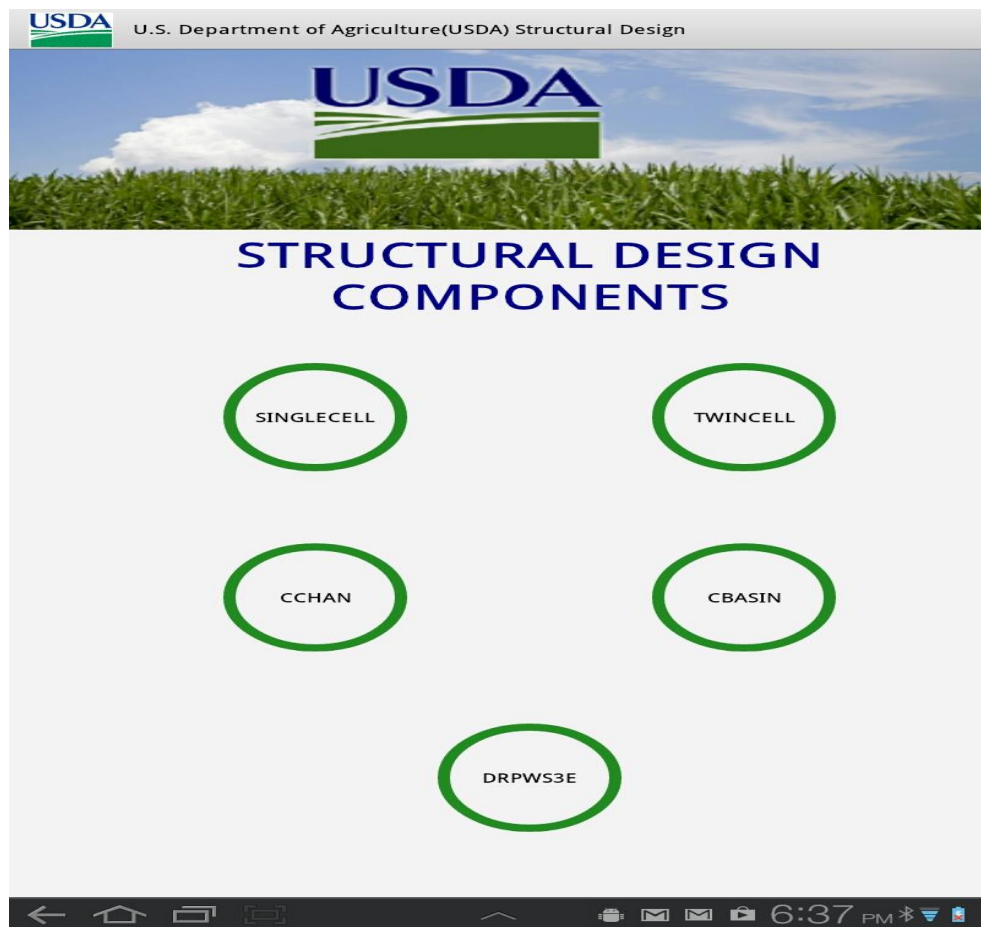 USDA
U.S. Department of Agriculture(USDA) Structural Design
USDA
STRUCTURAL DESIGN
COMPONENTS
SINGLECELL
TWINCELL
CCHAN
CBASIN
DRPWS3E
6:37 PM